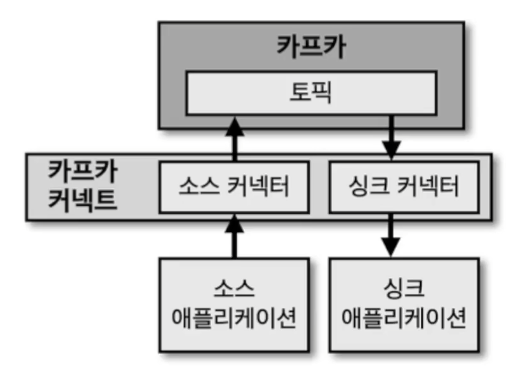 카프카
토픽
카프카
커넥트
소스 커넥터
싱크 커넥터
소스
애플리케이션
싱크
애플리케이션